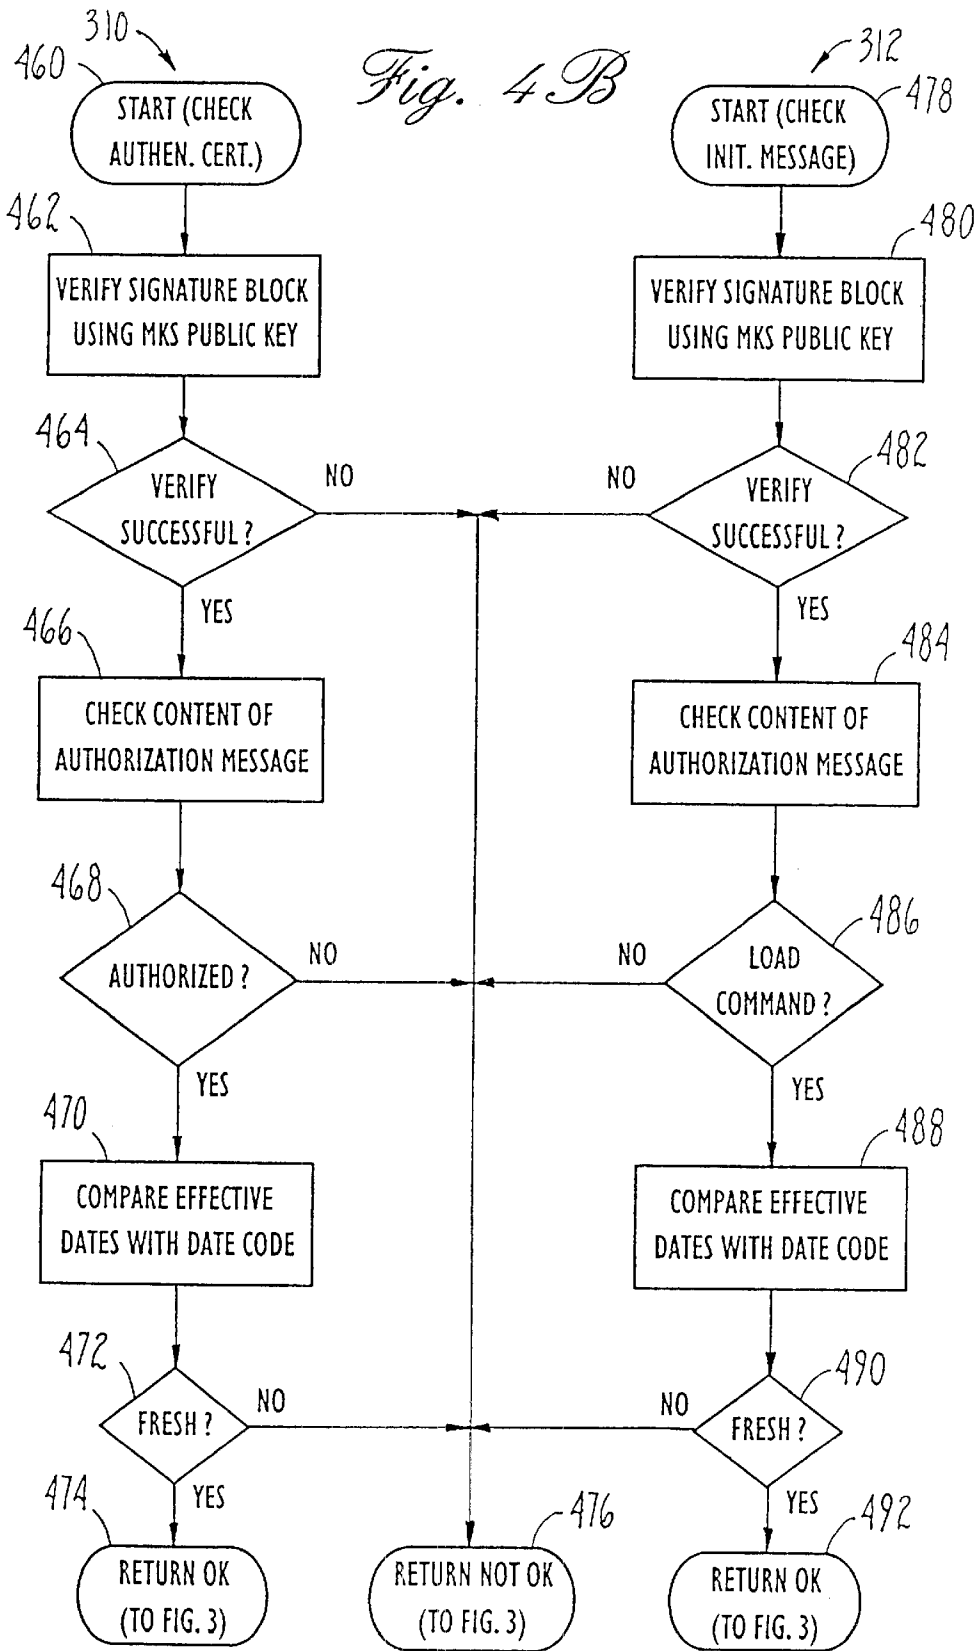 Fig. 4B
310
460
START (CHECK
AUTHEN. CERT.)
462
VERIFY SIGNATURE BLOCK
USING MKS PUBLIC KEY
464
VERIFY
SUCCESSFUL ?
NO
YES
466
CHECK CONTENT OF
AUTHORIZATION MESSAGE
468
AUTHORIZED ?
NO
YES
470
COMPARE EFFECTIVE
DATES WITH DATE CODE
472
FRESH ?
NO
YES
474
RETURN OK
(TO FIG. 3)
476
RETURN NOT OK
(TO FIG. 3)
312
478
START (CHECK
INIT. MESSAGE)
480
VERIFY SIGNATURE BLOCK
USING MKS PUBLIC KEY
482
VERIFY
SUCCESSFUL ?
NO
YES
484
CHECK CONTENT OF
AUTHORIZATION MESSAGE
486
LOAD
COMMAND ?
NO
YES
488
COMPARE EFFECTIVE
DATES WITH DATE CODE
490
FRESH ?
NO
YES
492
RETURN OK
(TO FIG. 3)